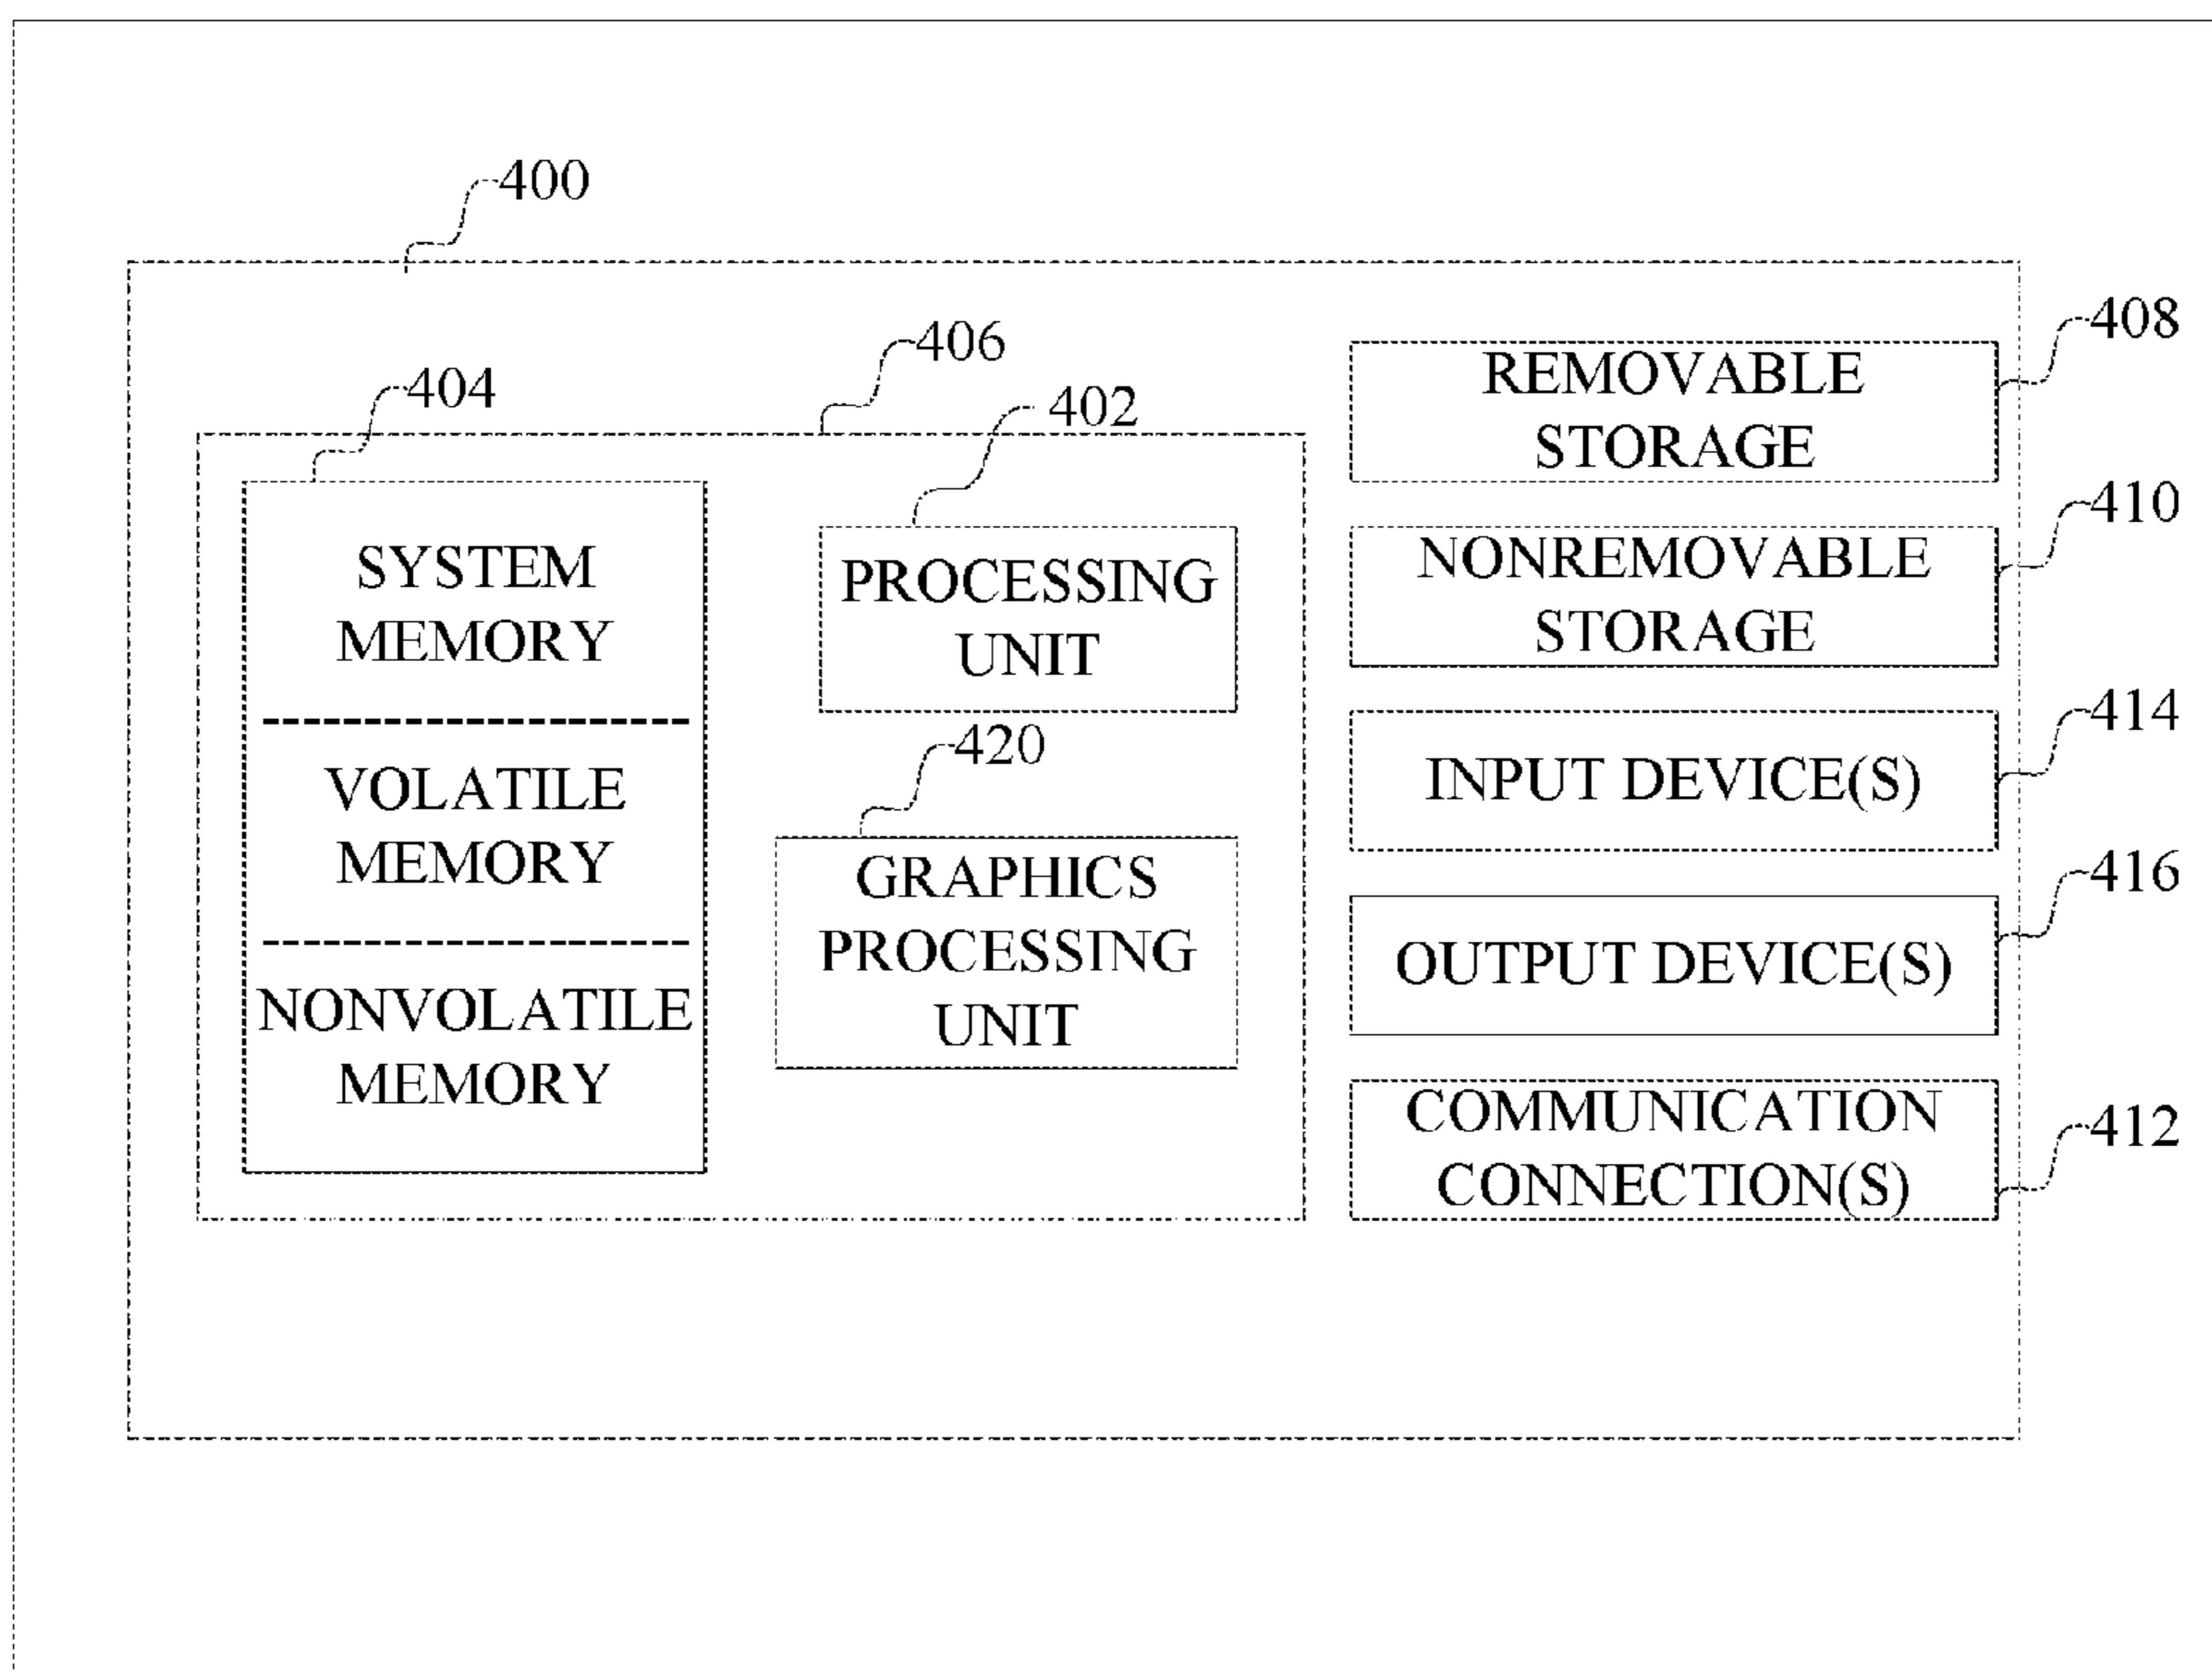 400
406
404
402
SYSTEM
MEMORY
VOLATILE
MEMORY
NONVOLATILE
MEMORY
PROCESSING
UNIT
420
GRAPHICS
PROCESSING
UNIT
408
REMOVABLE
STORAGE
410
NONREMOVABLE
STORAGE
414
INPUT DEVICE(S)
416
OUTPUT DEVICE(S)
412
COMMUNICATION
CONNECTION(S)